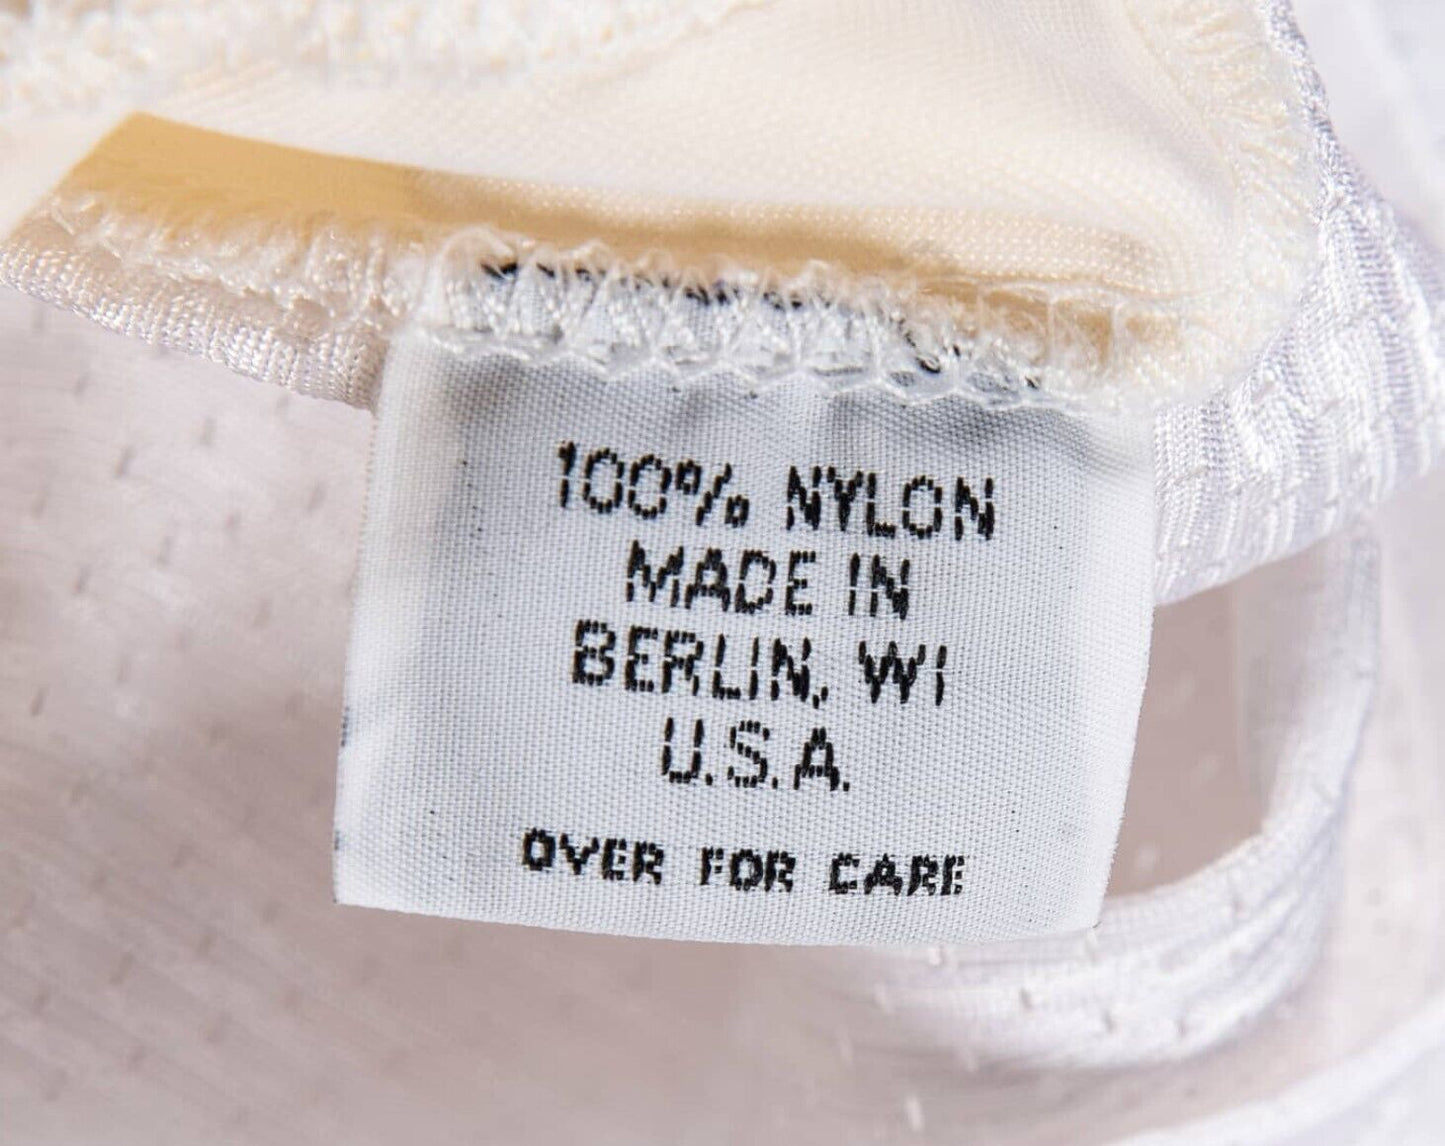 100% NYLON
MADE IN
BERLIN, WI
U.S.A.
OVER FOR CARE